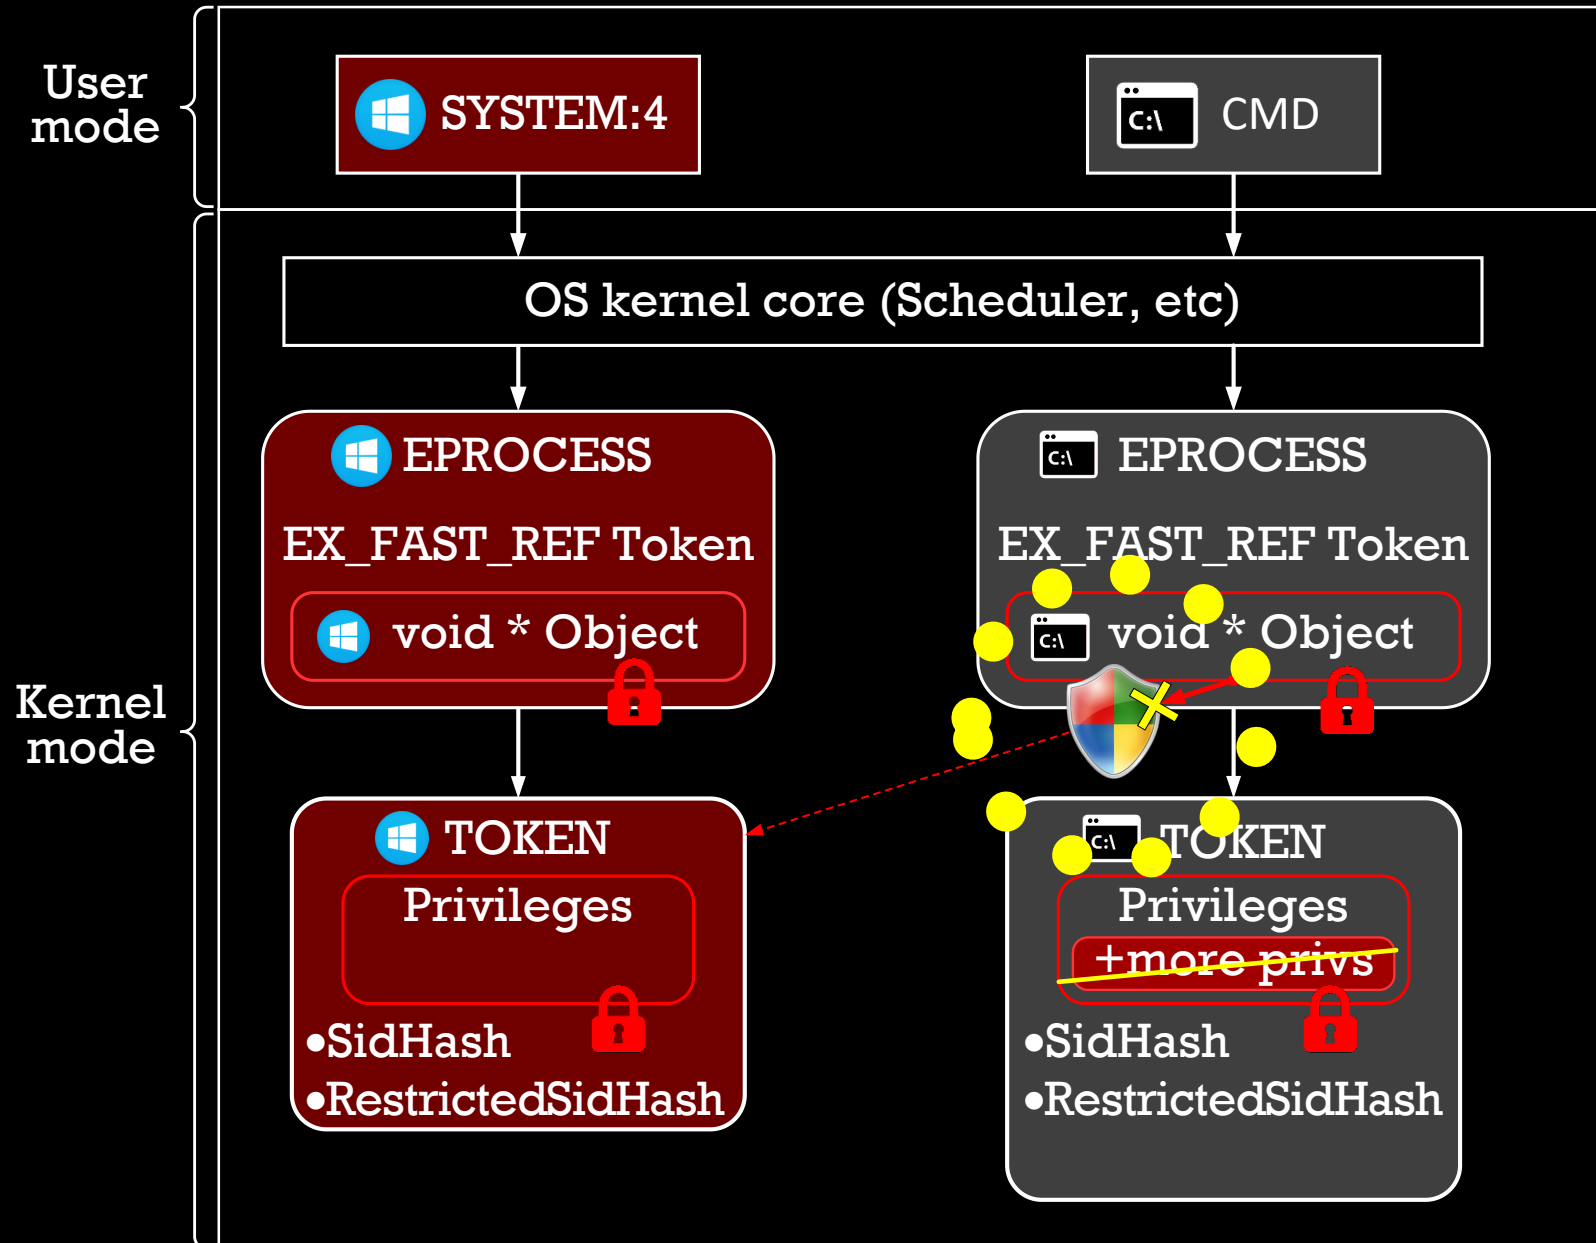 User
mode
SYSTEM:4
C:\ CMD
OS kernel core (Scheduler, etc)
Kernel
mode
EPROCESS
EX_FAST_REF Token
void * Object
C:\ EPROCESS
EX_FAST_REF Token
C:\ void * Object
TOKEN
Privileges
•SidHash
•RestrictedSidHash
C:\ TOKEN
Privileges
+more privs
•SidHash
•RestrictedSidHash